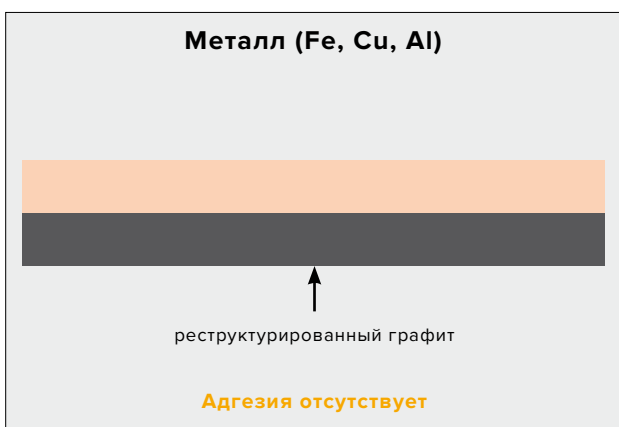 Металл (Fe, Cu, Al)
реструктурированный графит
Адгезия отсутствует